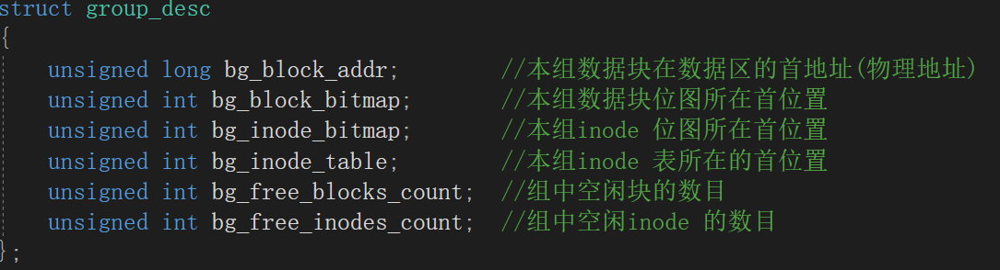 struct group_desc
{
unsigned long bg_block_addr; //本组数据块在数据区的首地址(物理地址)
unsigned int bg_block_bitmap; //本组数据块位图所在首位置
unsigned int bg_inode_bitmap; //本组inode 位图所在首位置
unsigned int bg_inode_table; //本组inode 表所在的首位置
unsigned int bg_free_blocks_count; //组中空闲块的数目
unsigned int bg_free_inodes_count; //组中空闲inode 的数目
};